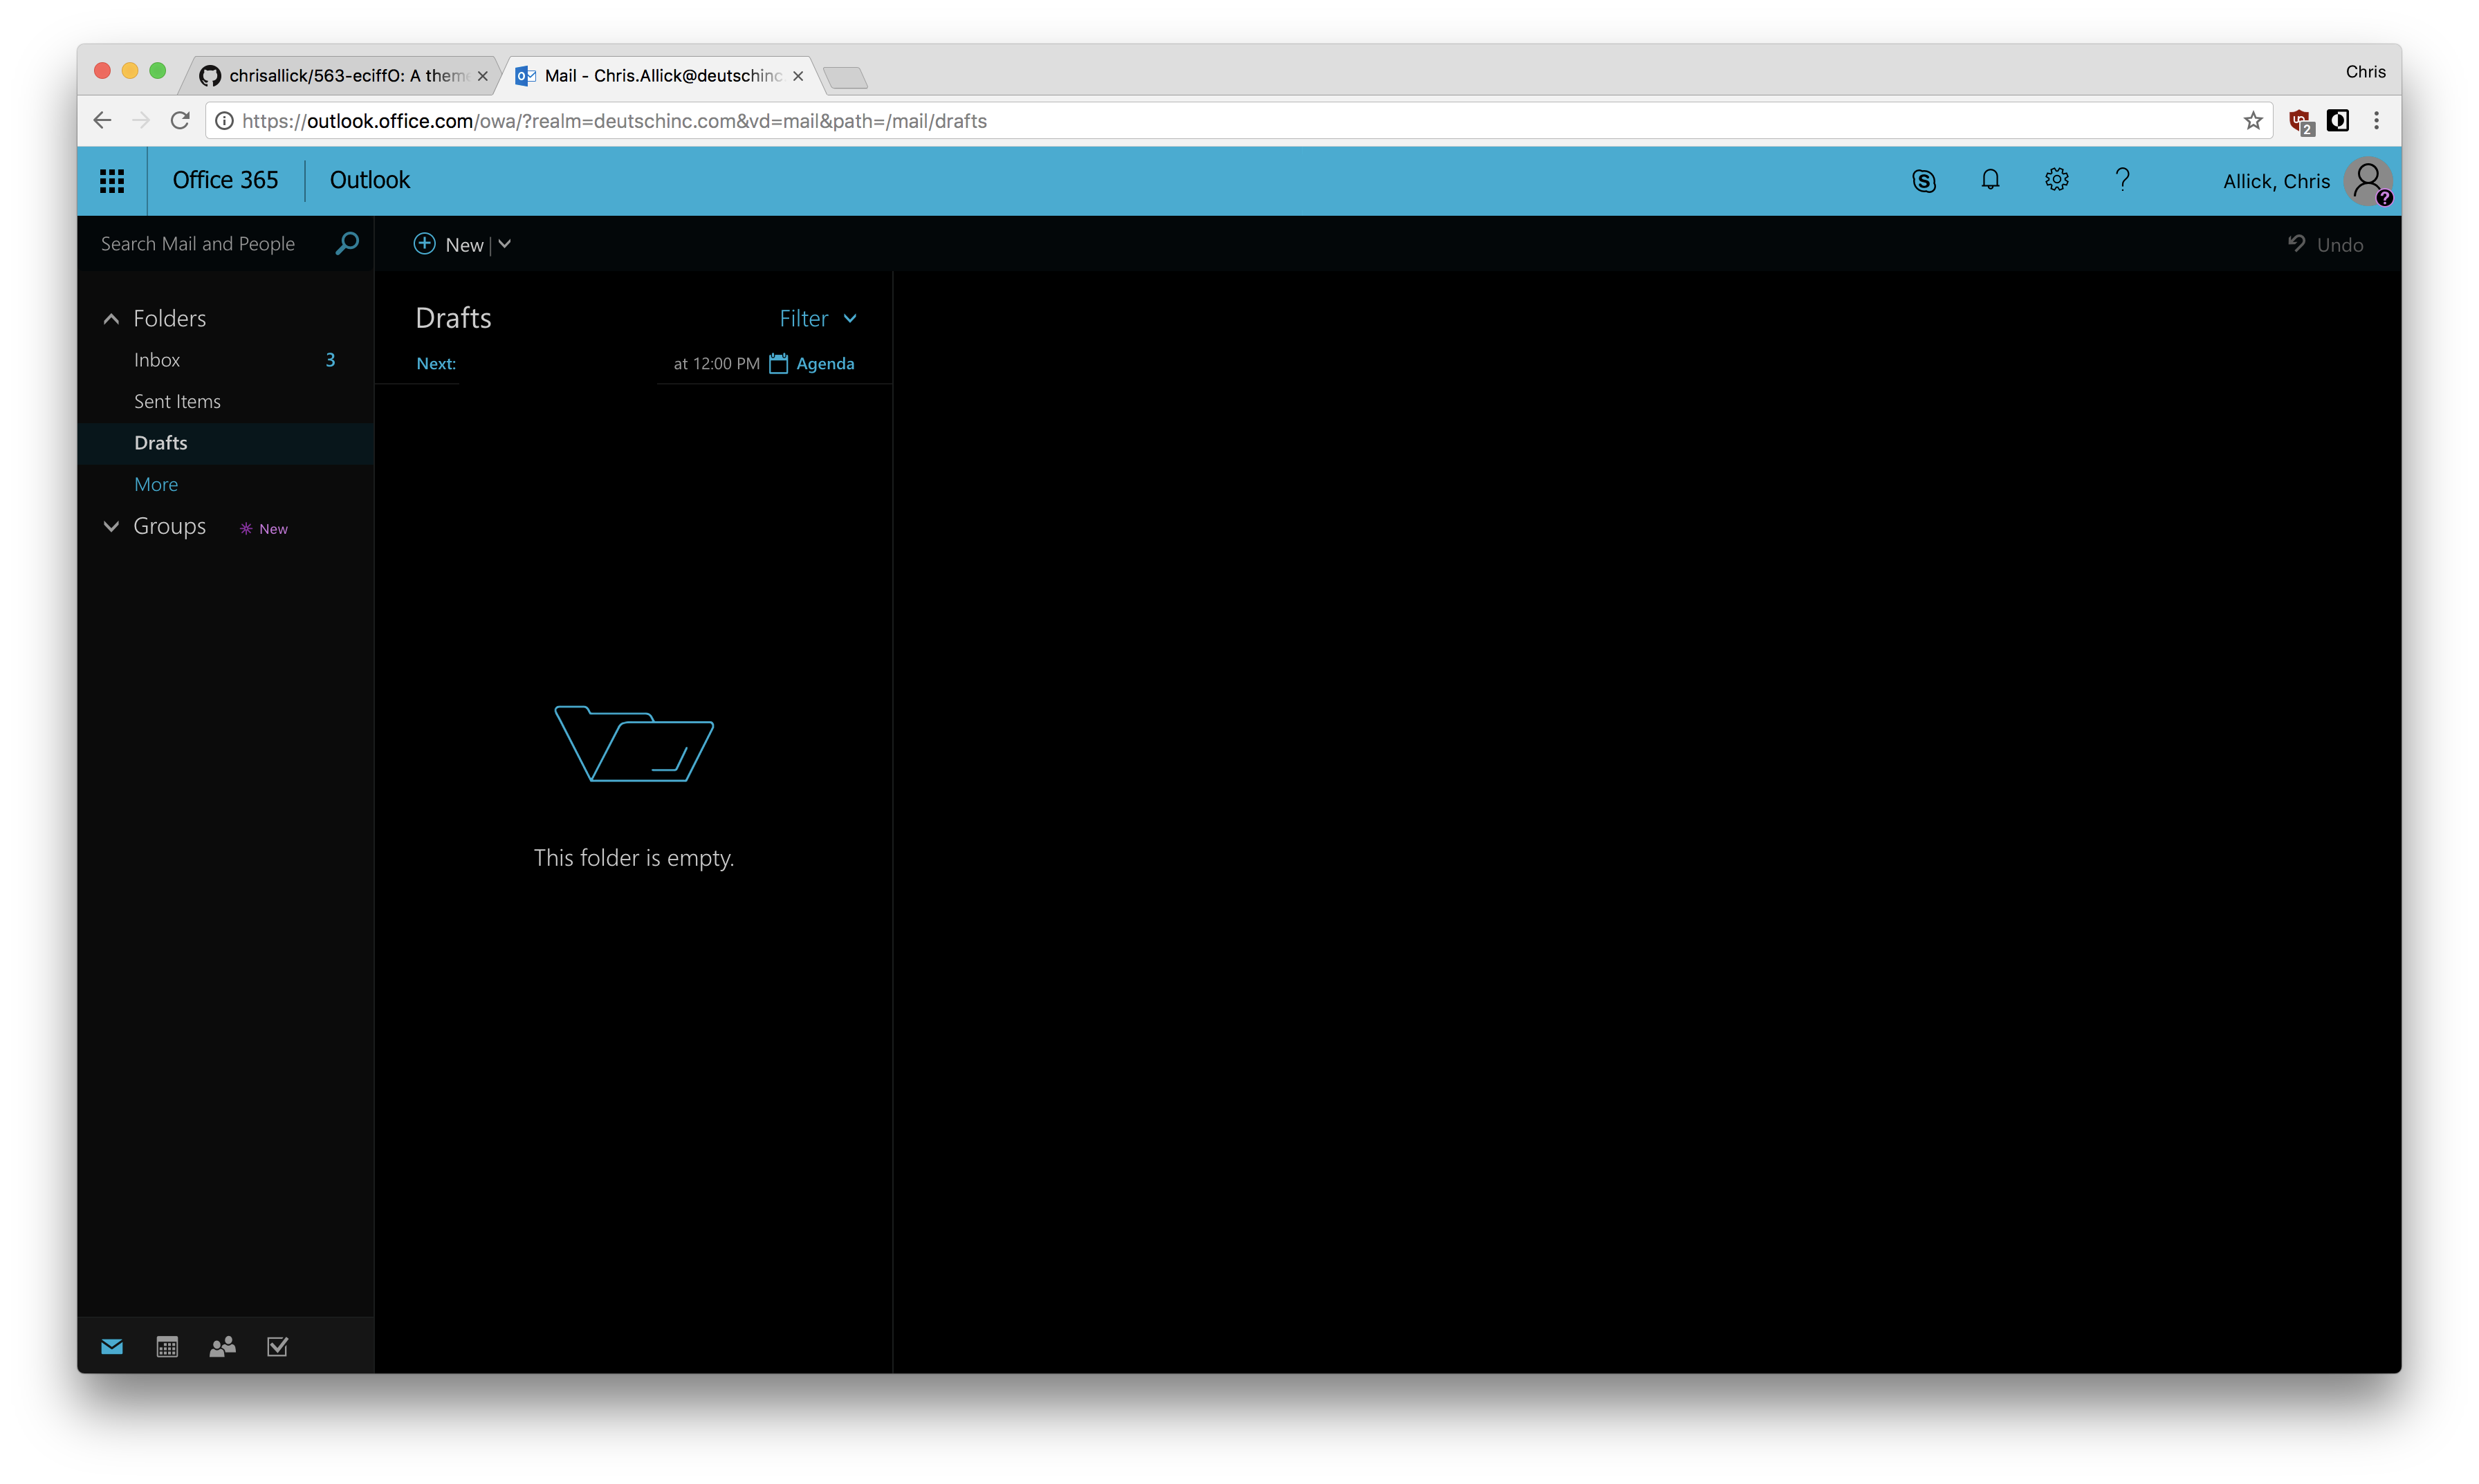 chrisallick/563-eciffO: A them
Mail - Chris.Allick@deutschinc
Chris
https://outlook.office.com/owa/?realm=deutschinc.com&vd=mail&path=/mail/drafts
2
Office 365
Outlook
?
Allick, Chris
?
Search Mail and People
New
Undo
Folders
Drafts
Filter
Inbox
3
Next:
at 12:00 PM
Agenda
Sent Items
Drafts
More
Groups
New
This folder is empty.